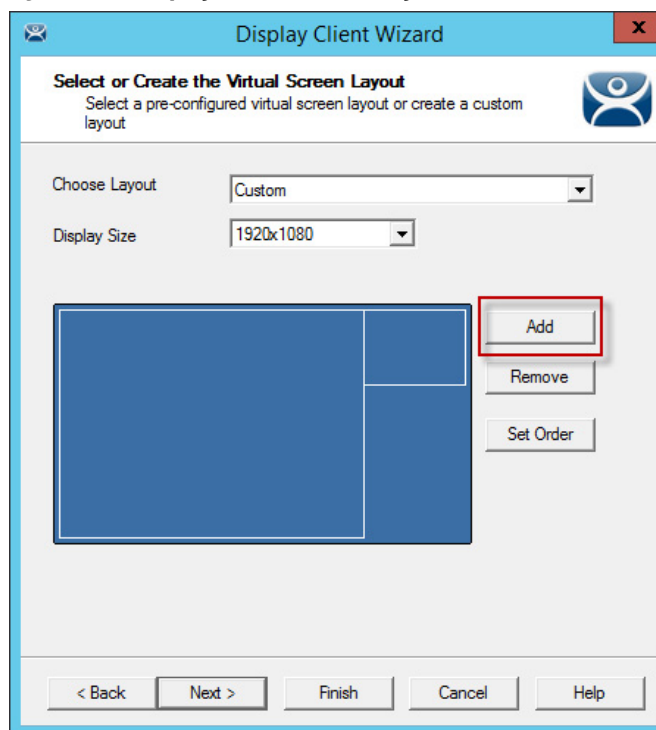 Display Client Wizard
x
Select or Create the Virtual Screen Layout
Select a pre-configured virtual screen layout or create a custom
layout
Choose Layout
Custom
Display Size
1920x1080
Add
Remove
Set Order
< Back
Next >
Finish
Cancel
Help